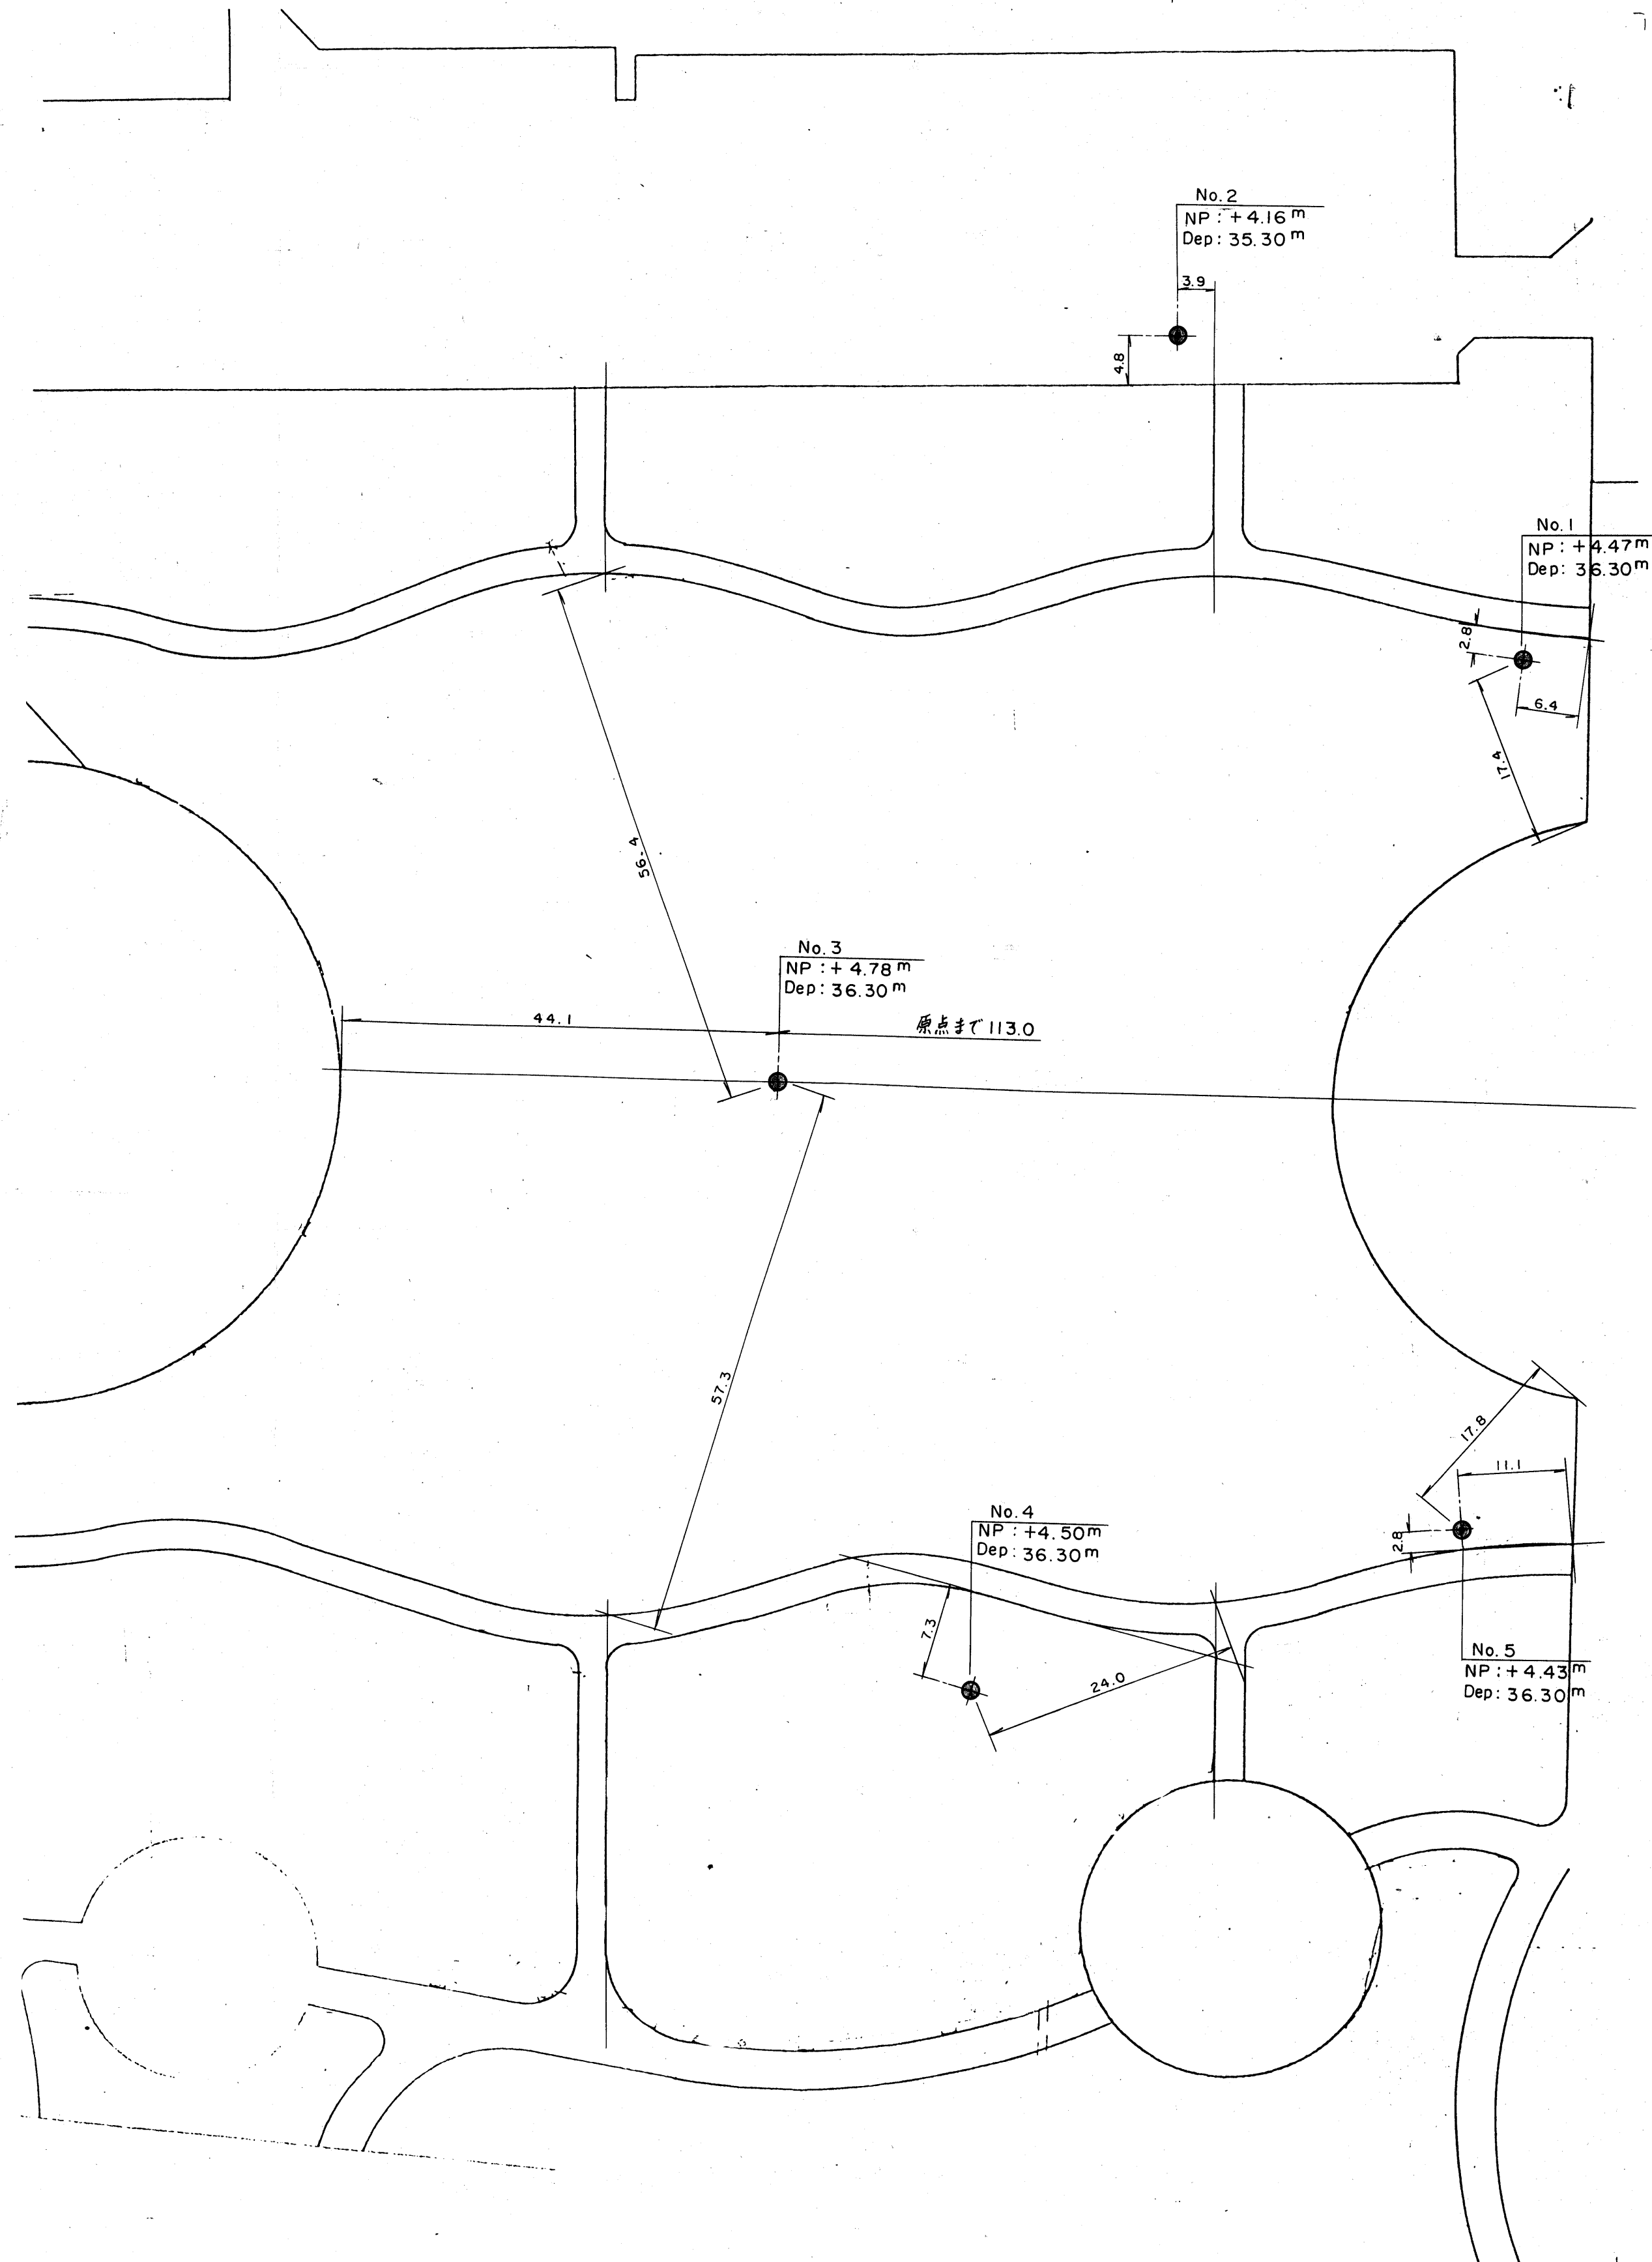 No.2
NP : +4.16 m
Dep: 35.30 m
3.9
4.8
No.1
NP : +4.47 m
Dep: 36.30 m
2.8
6.4
17.4
56.4
No.3
NP : + 4.78 m
Dep: 36.30 m
44.1
原点まで 113.0
57.3
17.8
11.1
2.8
No.4
NP : +4.50 m
Dep: 36.30 m
7.3
24.0
No.5
NP : + 4.43 m
Dep: 36.30 m